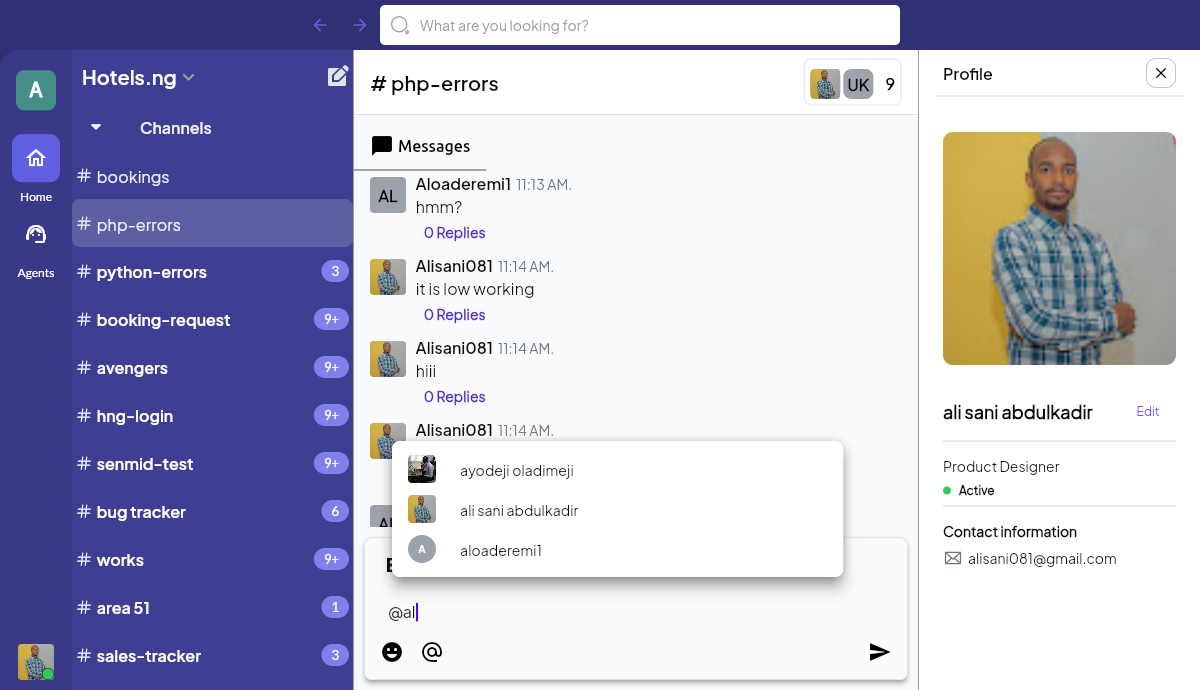 What are you looking for?
A
Home
Agents
Hotels.ng
Channels
# bookings
# php-errors
# python-errors 3
# booking-request 9+
# avengers 9+
# hng-login 9+
# senmid-test 9+
# bug tracker 6
# works 9+
# area 51 1
# sales-tracker 3
# php-errors
UK 9
Messages
AL
Aloaderemi1 11:13 AM.
hmm?
0 Replies
Alisani081 11:14 AM.
it is low working
0 Replies
Alisani081 11:14 AM.
hiii
0 Replies
Alisani081 11:14 AM.
ayodeji oladimeji
ali sani abdulkadir
A aloaderemi1
@al
@
Profile
ali sani abdulkadir Edit
Product Designer
Active
Contact information
alisani081@gmail.com